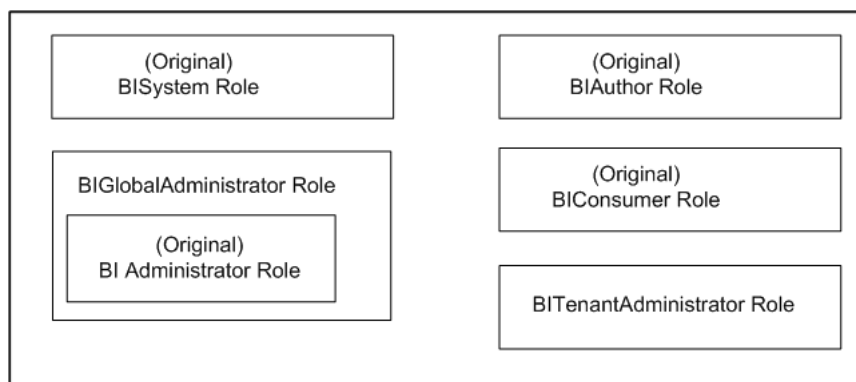 (Original)
BISystem Role
BIGlobalAdministrator Role
(Original)
BI Administrator Role
(Original)
BIAuthor Role
(Original)
BIConsumer Role
BITenantAdministrator Role